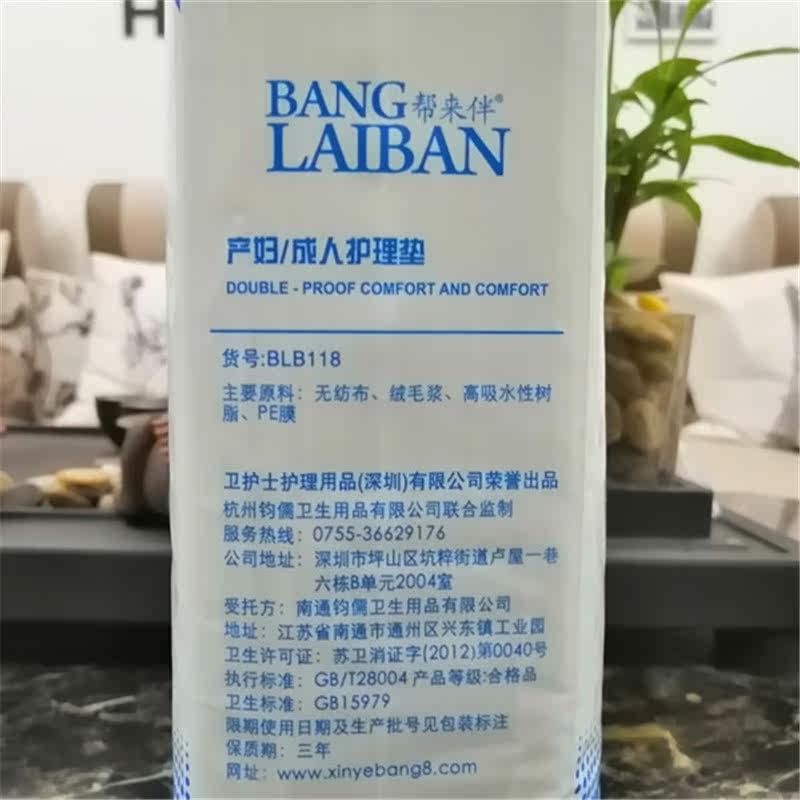 H
BANG 帮来伴®
LAIBAN
产妇/成人护理垫
DOUBLE - PROOF COMFORT AND COMFORT
货号:BLB118
主要原料：无纺布、绒毛浆、高吸水性树
脂、PE膜
卫护士护理用品(深圳)有限公司荣誉出品
杭州钧儒卫生用品有限公司联合监制
服务热线：0755-36629176
公司地址：深圳市坪山区坑梓街道卢屋一巷
六栋B单元2004室
受托方：南通钧儒卫生用品有限公司
地址：江苏省南通市通州区兴东镇工业园
卫生许可证：苏卫消证字(2012)第0040号
执行标准：GB/T28004 产品等级:合格品
卫生标准：GB15979
限期使用日期及生产批号见包装标注
保质期：三年
网址：www.xinyebang8.com